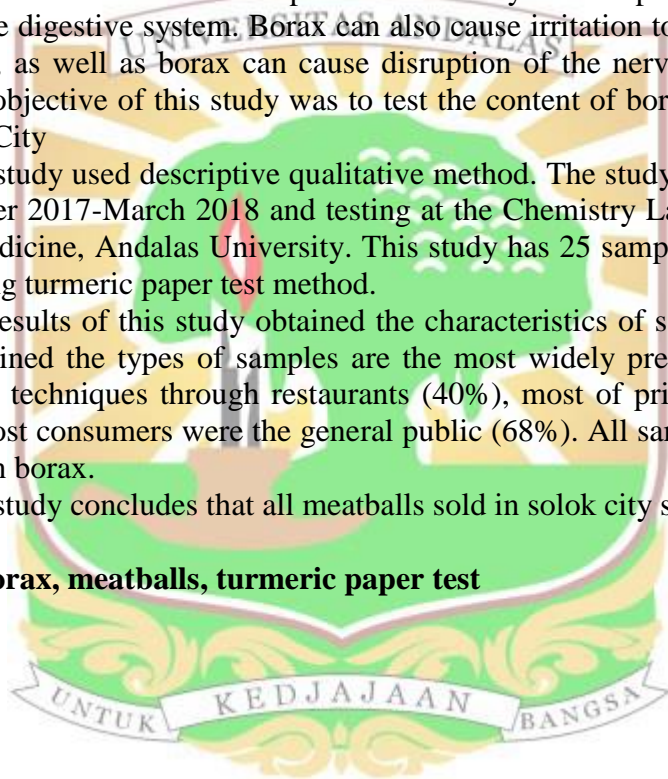 e digestive system. Borax can also cause irritation to
as well as borax can cause disruption of the nerv
objective of this study was to test the content of bor
City
study used descriptive qualitative method. The study
er 2017-March 2018 and testing at the Chemistry La
dicine, Andalas University. This study has 25 samp
g turmeric paper test method.
esults of this study obtained the characteristics of s
ined the types of samples are the most widely pre
techniques through restaurants (40%), most of pri
ost consumers were the general public (68%). All sar
n borax.
study concludes that all meatballs sold in solok city s
orax, meatballs, turmeric paper test
UNIVERSITAS ANDALAS
UNTUK KEDJAJAAN BANGSA